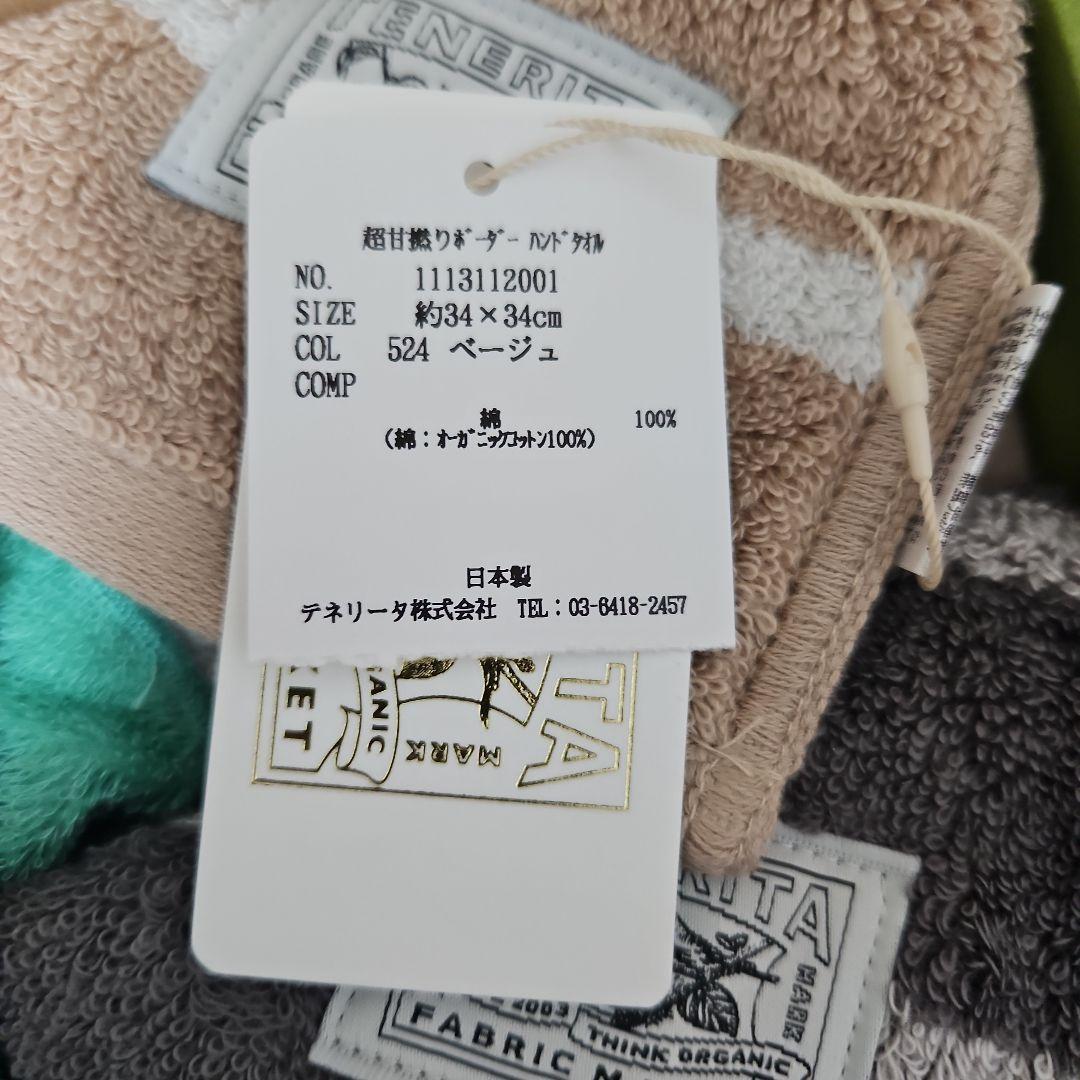 TENERITA
超甘撚りﾎﾞｰﾀﾞｰ ﾊﾝﾄﾞﾀｵﾙ
NO. 1113112001
SIZE 約34×34cm
COL 524 ベージュ
COMP
綿 100%
(綿：ｵｰｶﾞﾆｯｸｺｯﾄﾝ100%)
日本製
テネリータ株式会社 TEL：03-6418-2457
TA
MARK
GANIC
KET
RITA
MARK
2003
THINK ORGANIC
FABRIC M